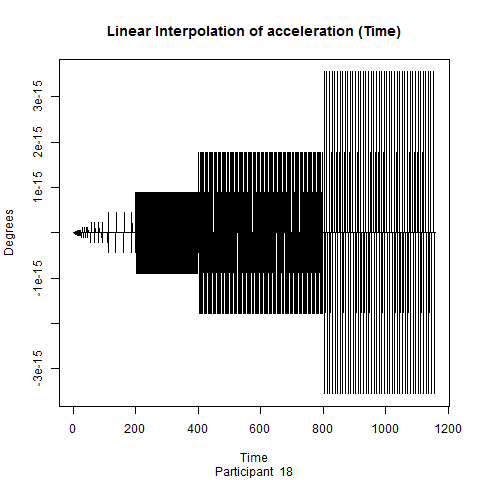 Linear Interpolation of acceleration (Time)
Degrees
3e-15
2e-15
1e-15
-1e-15
-3e-15
0
200
400
600
800
1000
1200
Time
Participant 18